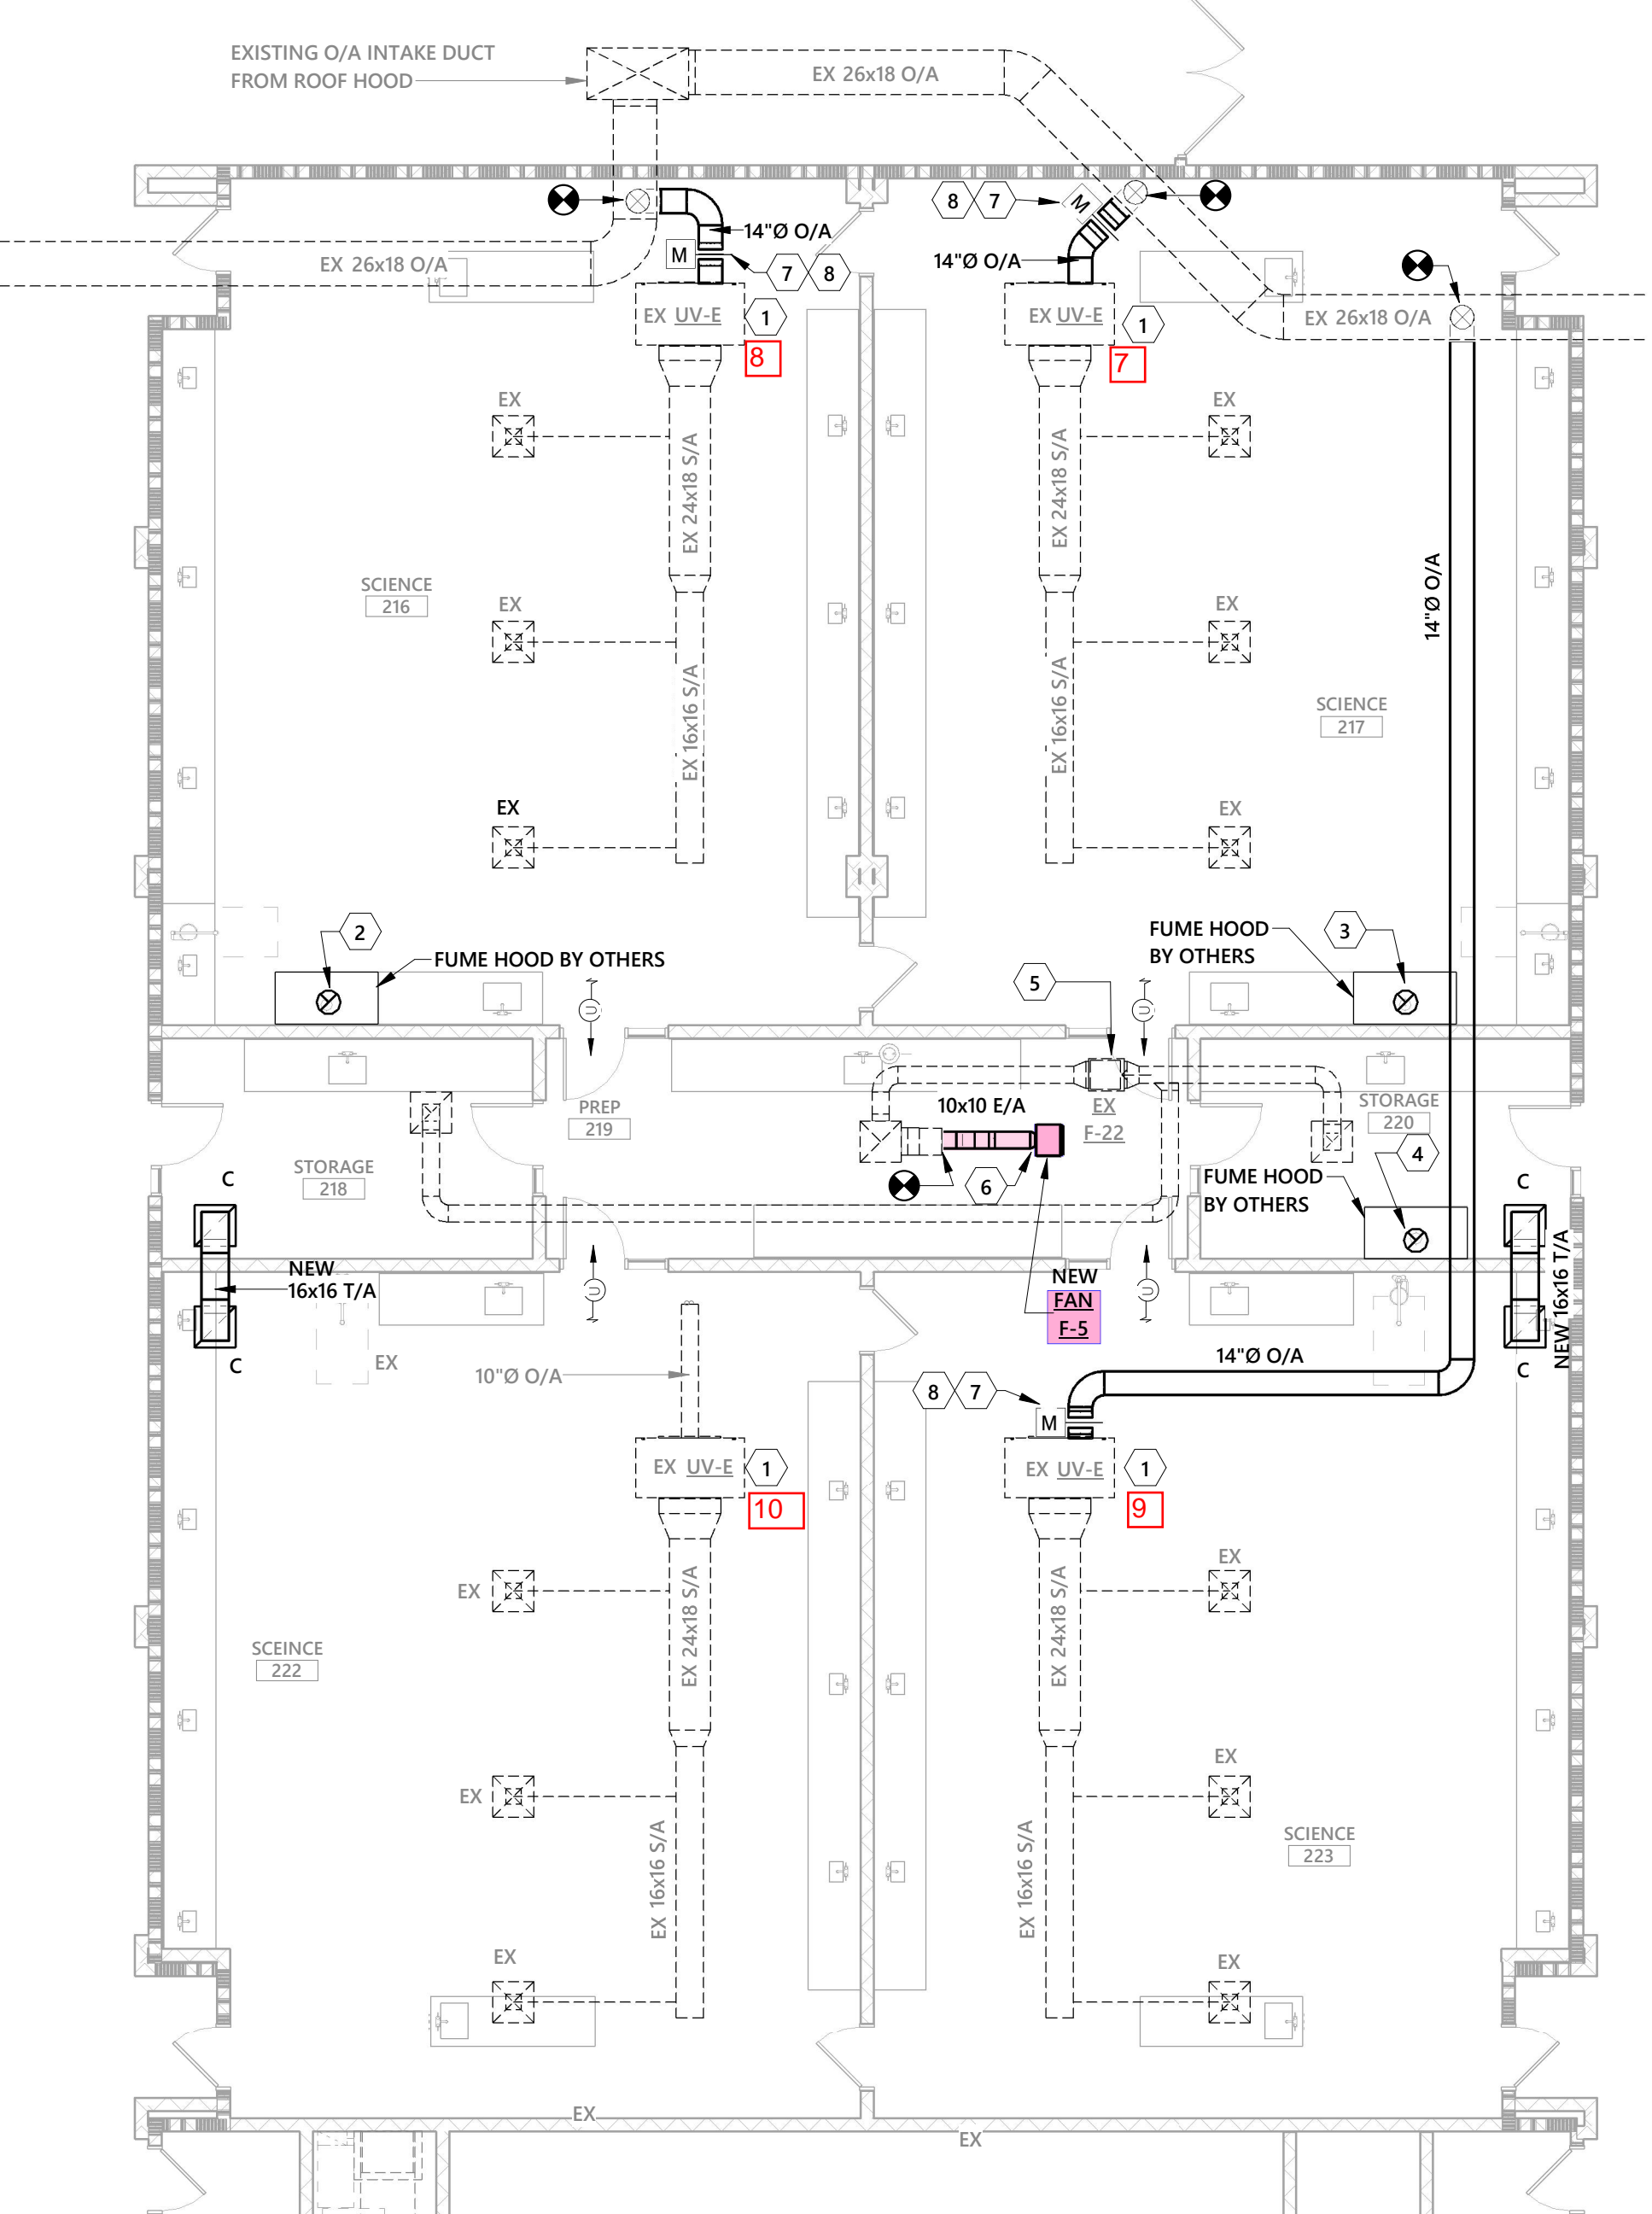 EXISTING O/A INTAKE DUCT
FROM ROOF HOOD
EX 26x18 O/A
8
7
M
14"Ø O/A
14"Ø O/A
M
7
8
EX 26x18 O/A
EX UV-E
1
8
EX UV-E
1
7
EX 26x18 O/A
EX
EX
EX 24x18 S/A
EX 24x18 S/A
14"Ø O/A
SCIENCE
216
EX
EX
EX 16x16 S/A
EX 16x16 S/A
SCIENCE
217
EX
EX
2
FUME HOOD BY OTHERS
FUME HOOD
BY OTHERS
3
5
U
U
PREP
219
10x10 E/A
EX
F-22
STORAGE
220
STORAGE
218
C
6
4
FUME HOOD
BY OTHERS
C
NEW
16x16 T/A
U
U
NEW
FAN
F-5
NEW 16x16 T/A
C
C
EX
10"Ø O/A
14"Ø O/A
8
7
M
EX UV-E
1
10
EX UV-E
1
9
EX
EX
EX 24x18 S/A
EX 24x18 S/A
SCEINCE
222
EX
EX
EX 16x16 S/A
EX 16x16 S/A
SCIENCE
223
EX
EX
EX
EX